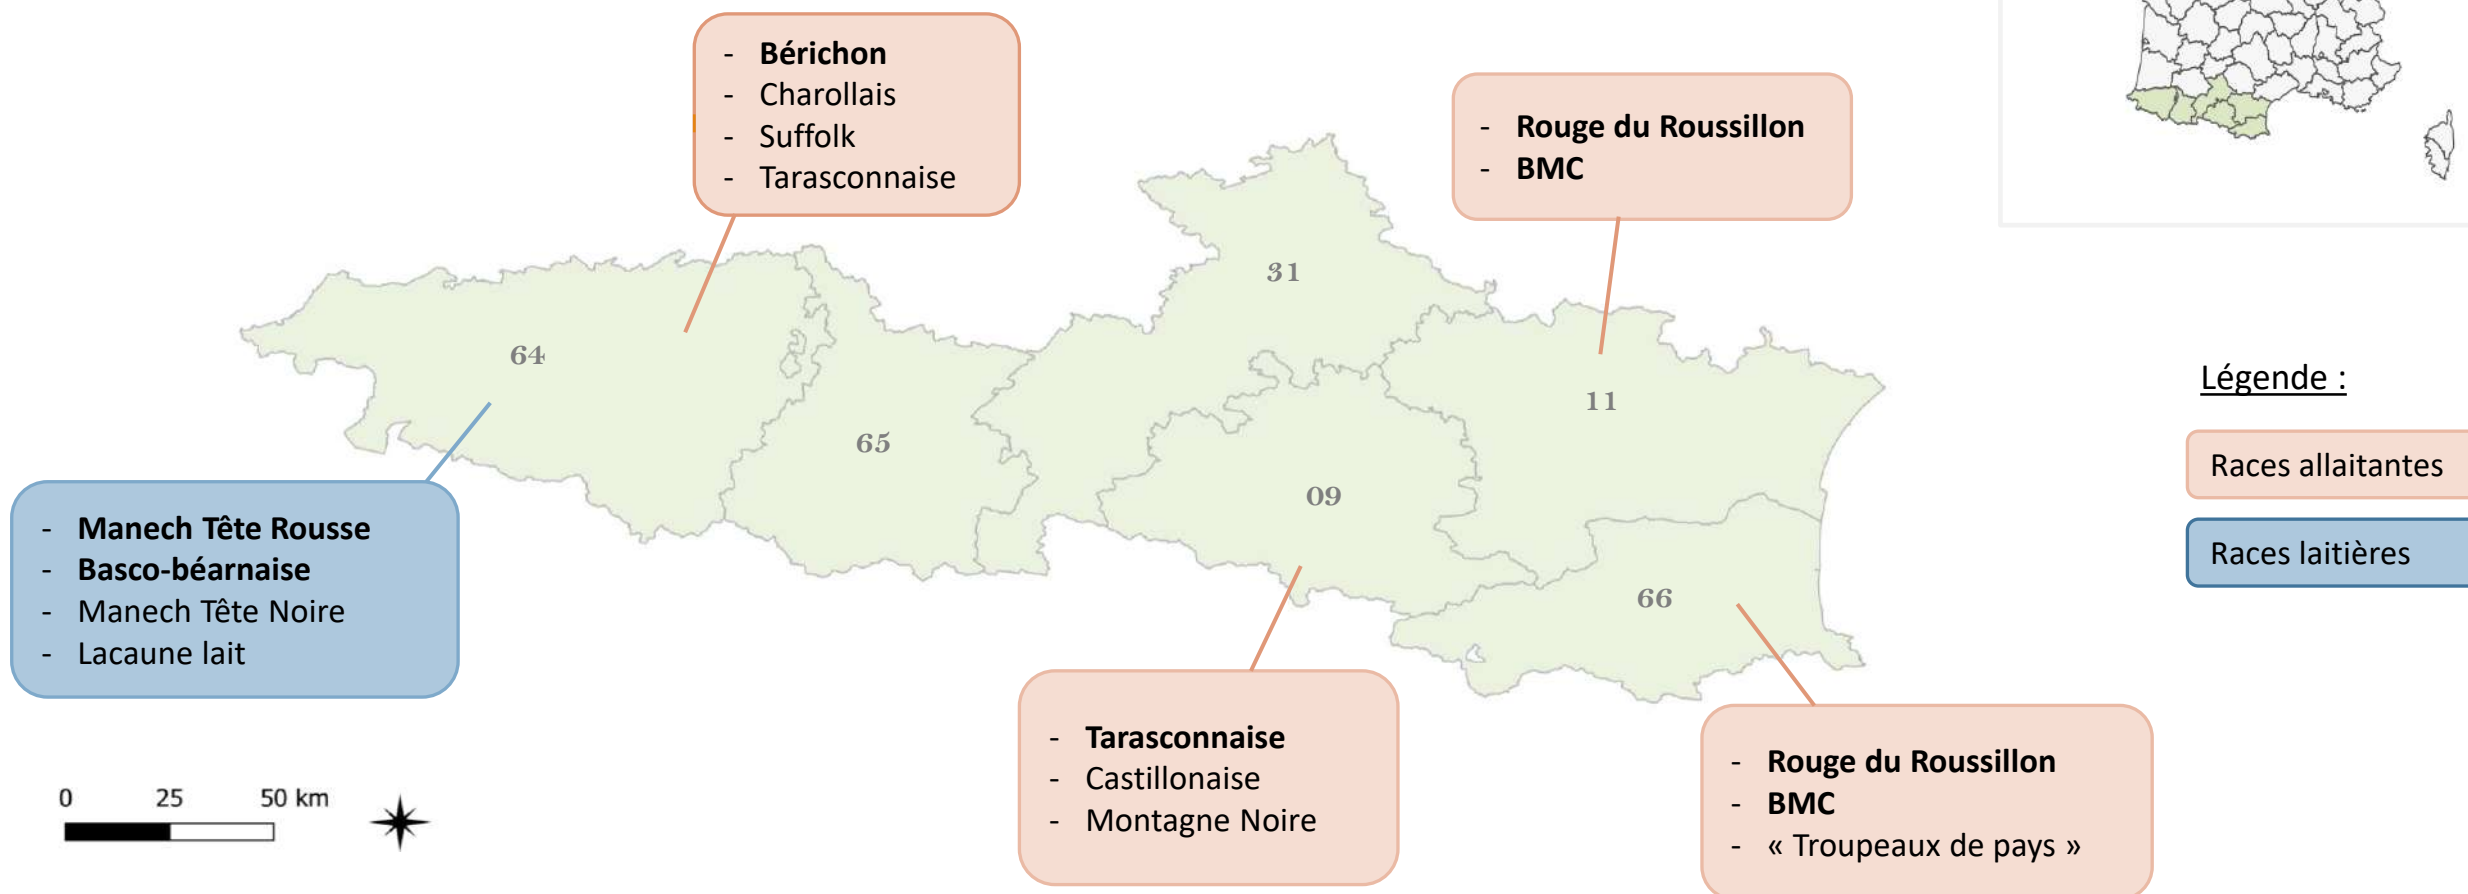 - Bérichon
- Charollais
- Suffolk
- Tarasconnaise
- Rouge du Roussillon
- BMC
31
64
65
11
09
66
- Manech Tête Rousse
- Basco-béarnaise
- Manech Tête Noire
- Lacaune lait
- Tarasconnaise
- Castillonaise
- Montagne Noire
- Rouge du Roussillon
- BMC
- « Troupeaux de pays »
Légende :
Races allaitantes
Races laitières
0 25 50 km